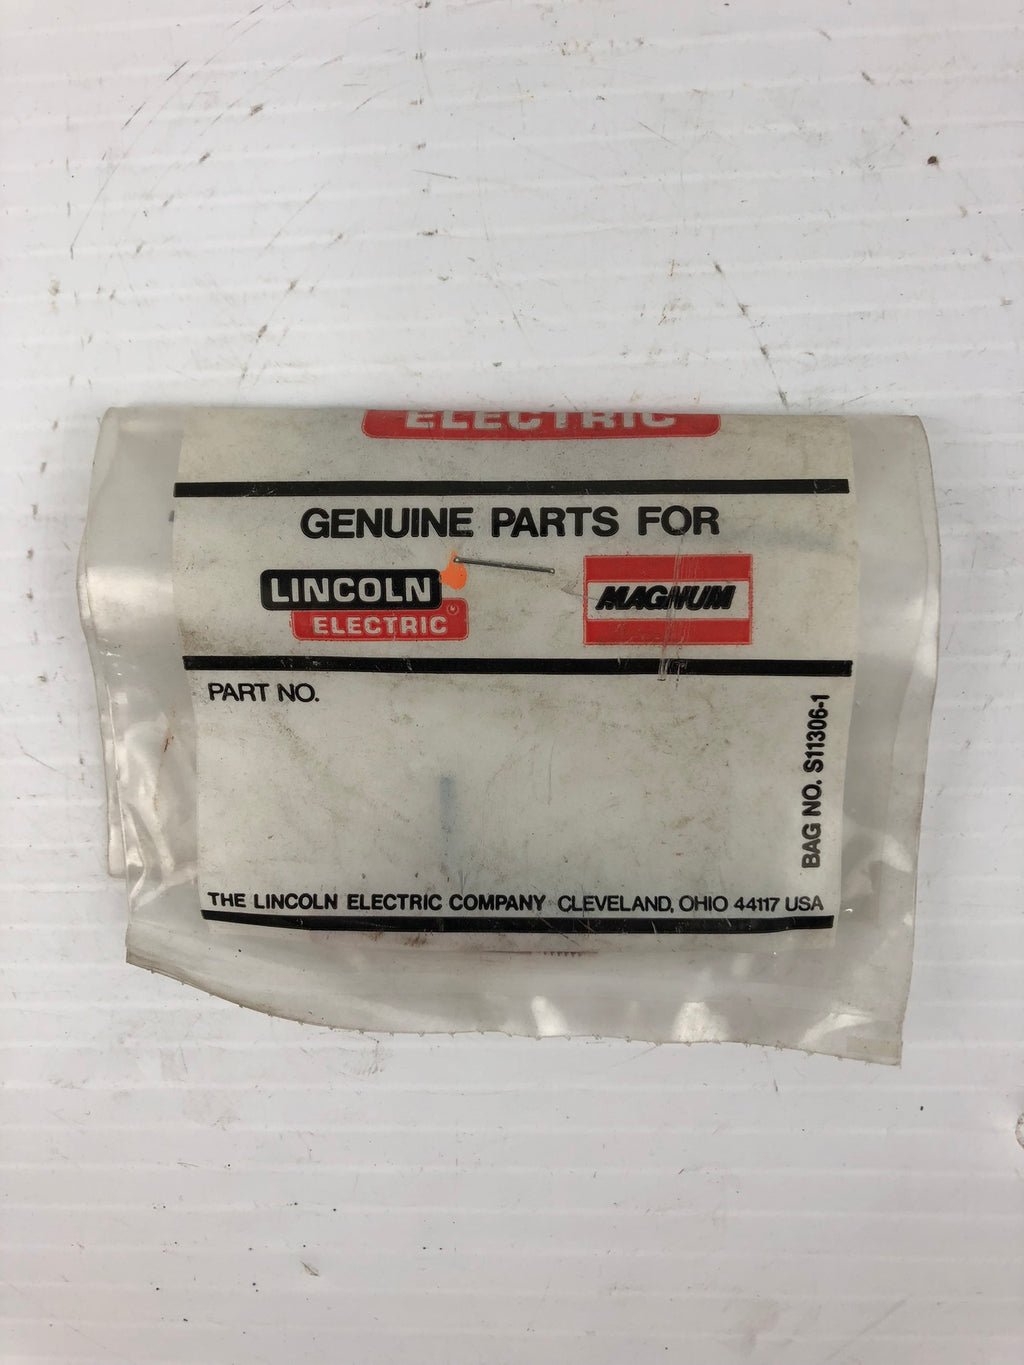 ELECTRIC
GENUINE PARTS FOR
LINCOLN
ELECTRIC ®
MAGNUM
PART NO.
BAG NO. S11306-1
THE LINCOLN ELECTRIC COMPANY CLEVELAND, OHIO 44117 USA